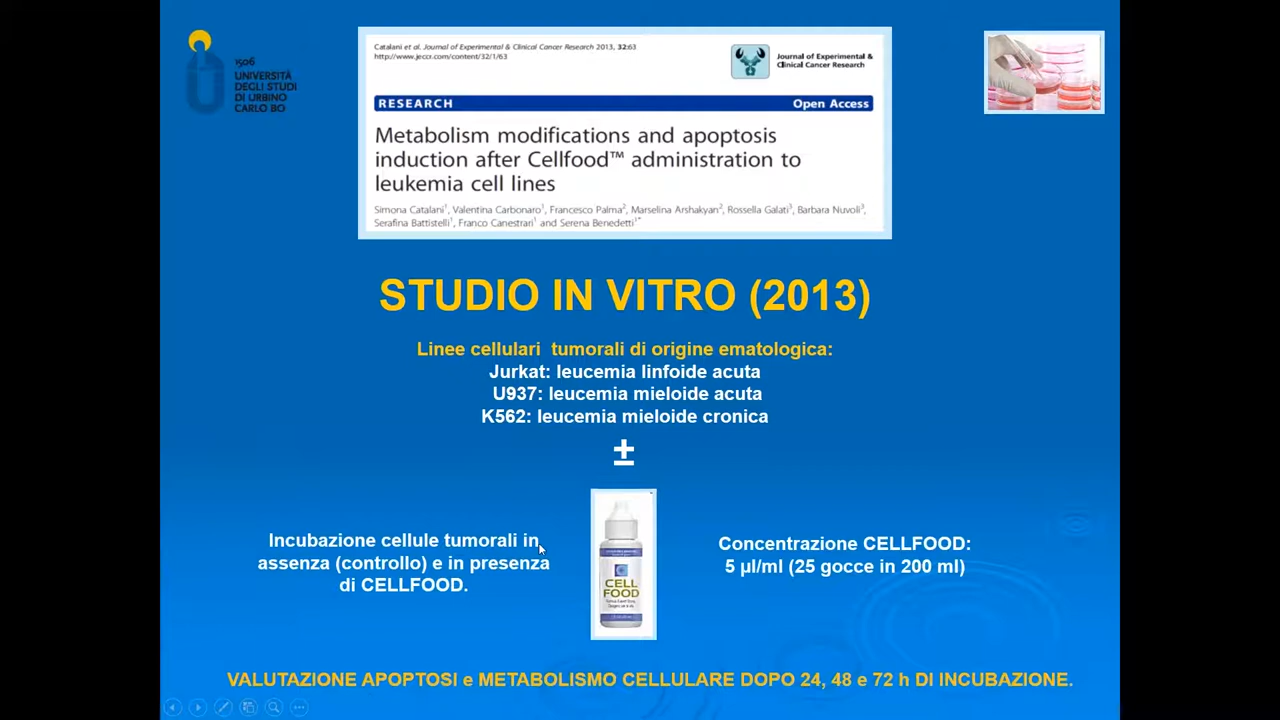 1506
UNIVERSITÀ
DEGLI STUDI
DI URBINO
CARLO BO
Catalani et al. Journal of Experimental & Clinical Cancer Research 2013, 32:63
http://www.jeccr.com/content/32/1/63
Journal of Experimental &
Clinical Cancer Research
RESEARCH
Open Access
Metabolism modifications and apoptosis
induction after Cellfood™ administration to
leukemia cell lines
Simona Catalani¹, Valentina Carbonaro¹, Francesco Palma², Marselina Arshakyan², Rossella Galati³, Barbara Nuvoli³,
Serafina Battistelli¹, Franco Canestrari¹ and Serena Benedetti¹*
STUDIO IN VITRO (2013)
Linee cellulari tumorali di origine ematologica:
Jurkat: leucemia linfoide acuta
U937: leucemia mieloide acuta
K562: leucemia mieloide cronica
±
Incubazione cellule tumorali in
assenza (controllo) e in presenza
di CELLFOOD.
CELL
FOOD
Concentrazione CELLFOOD:
5 µl/ml (25 gocce in 200 ml)
VALUTAZIONE APOPTOSI e METABOLISMO CELLULARE DOPO 24, 48 e 72 h DI INCUBAZIONE.